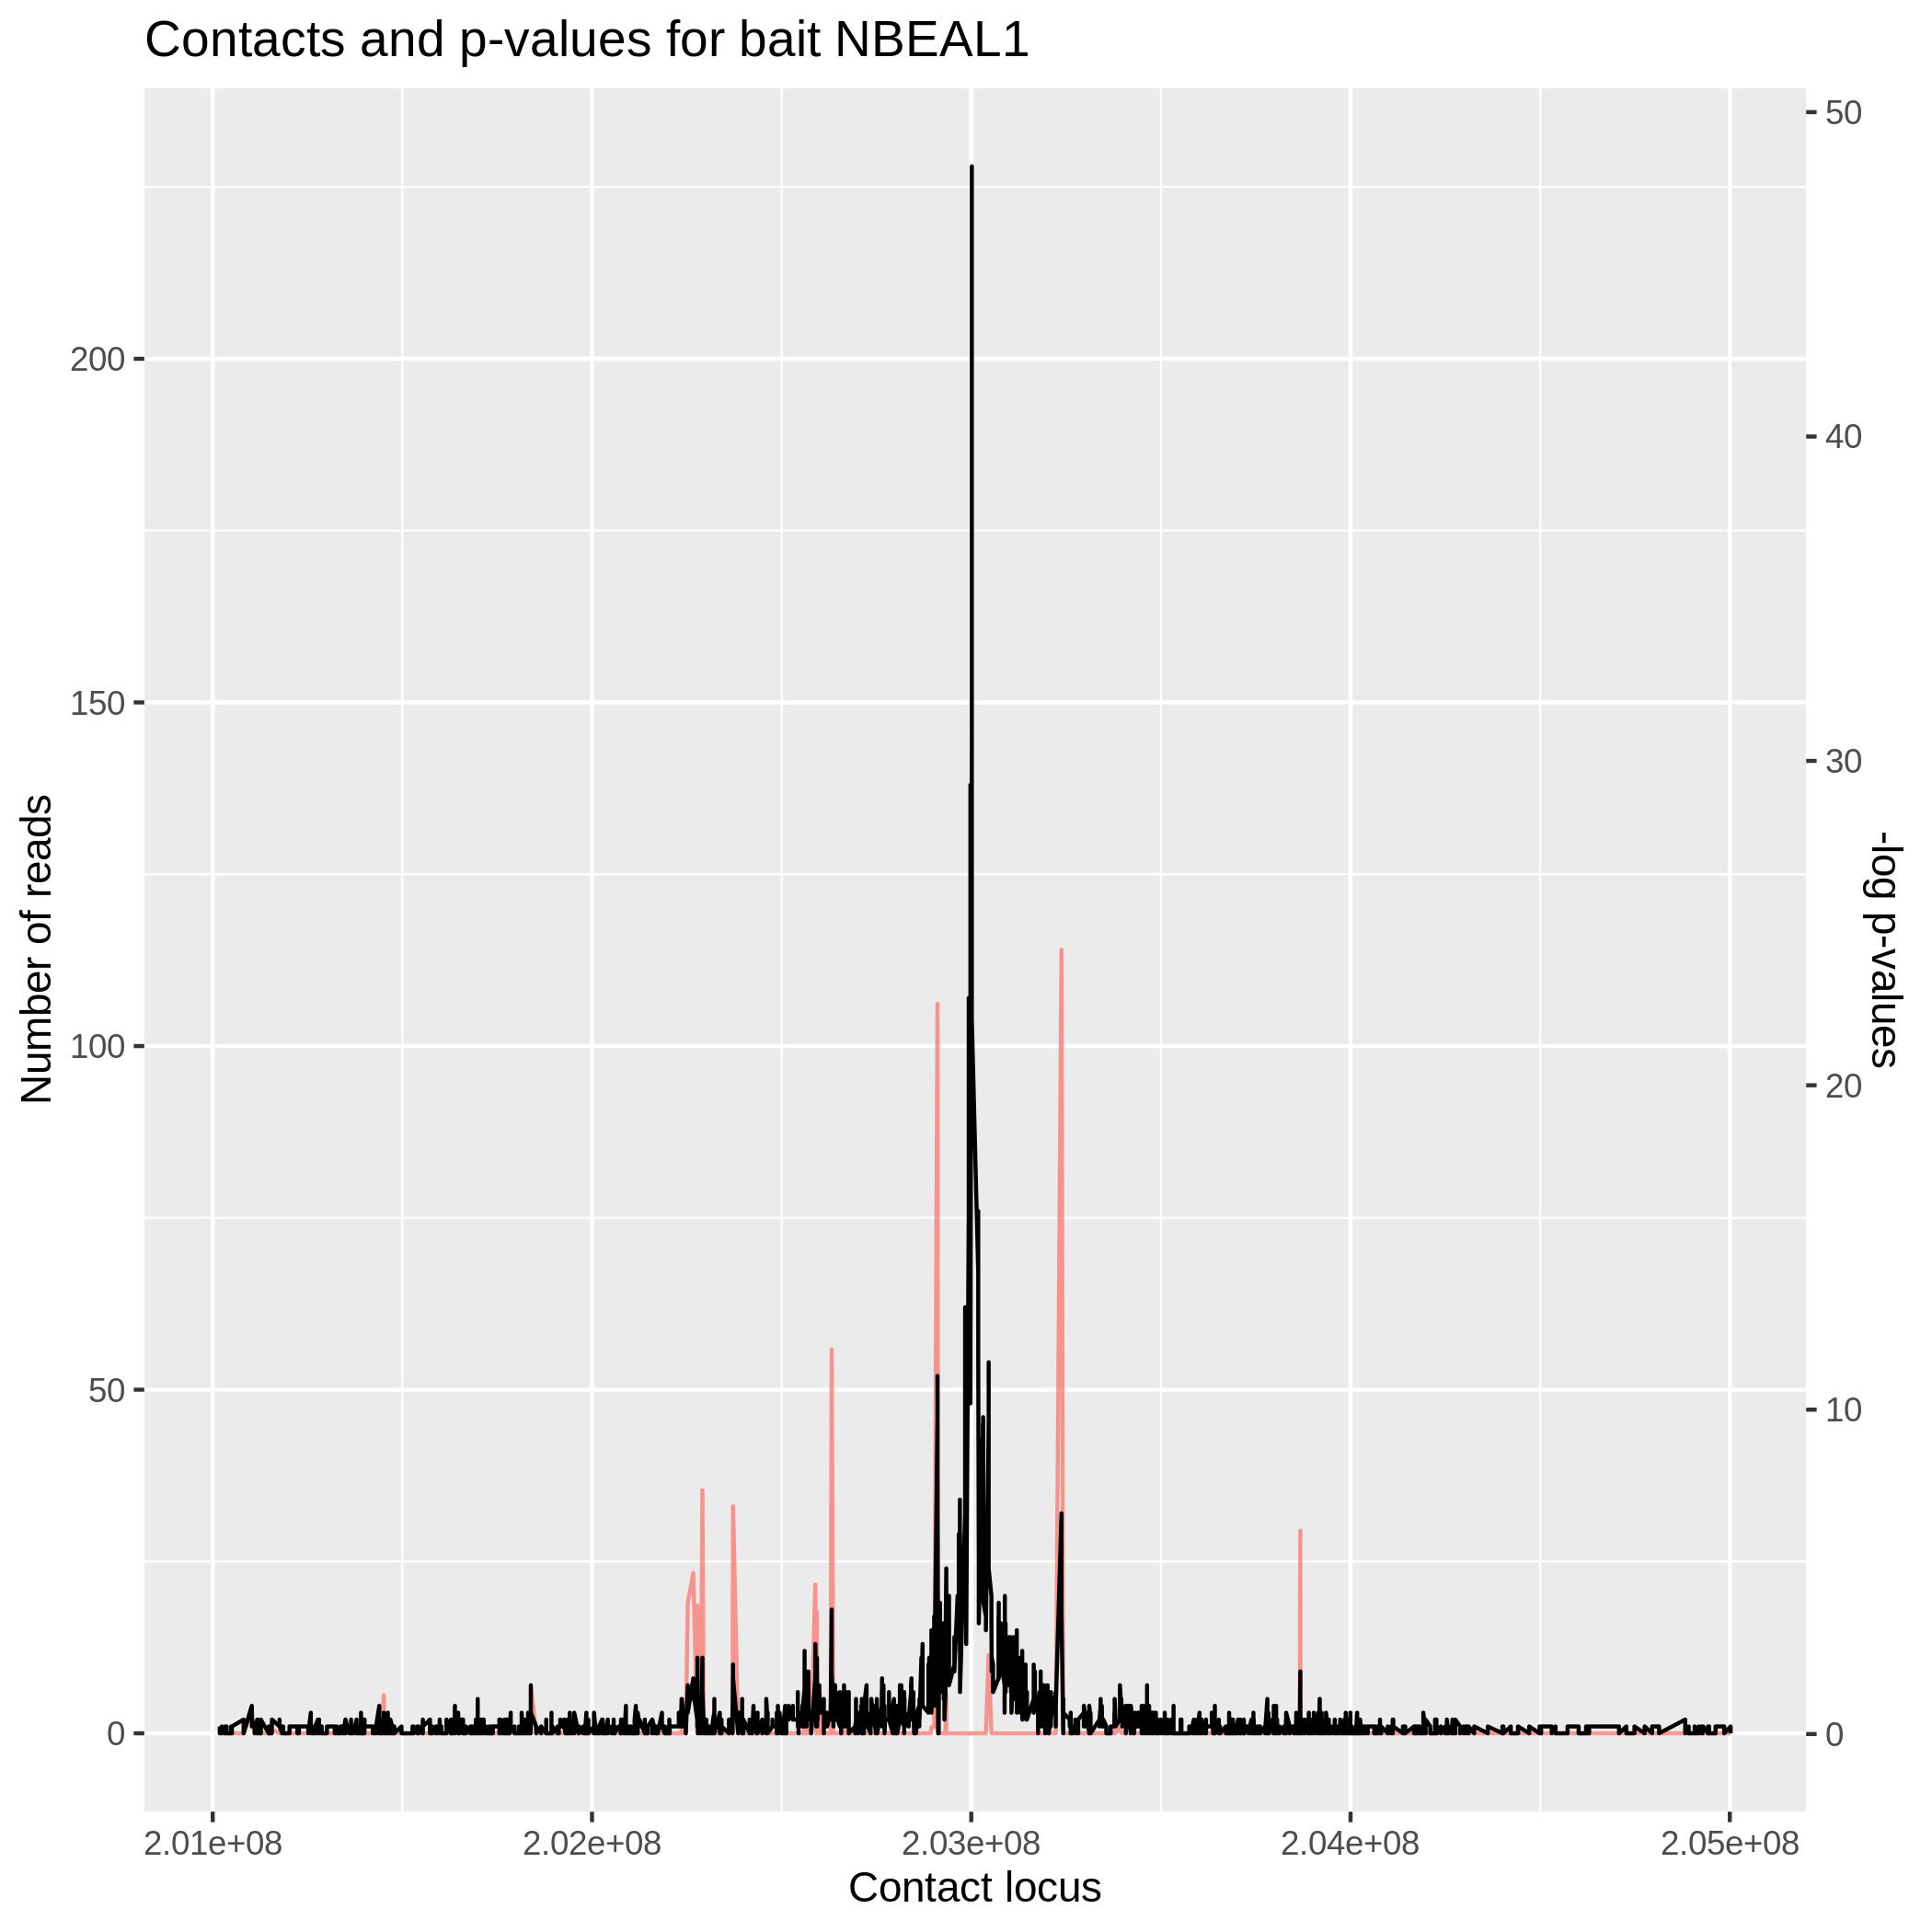 Contacts and p-values for bait NBEAL1
50
200
40
150
30
100
20
50
10
0
0
Number of reads
-log p-values
2.01e+08
2.02e+08
2.03e+08
2.04e+08
2.05e+08
Contact locus